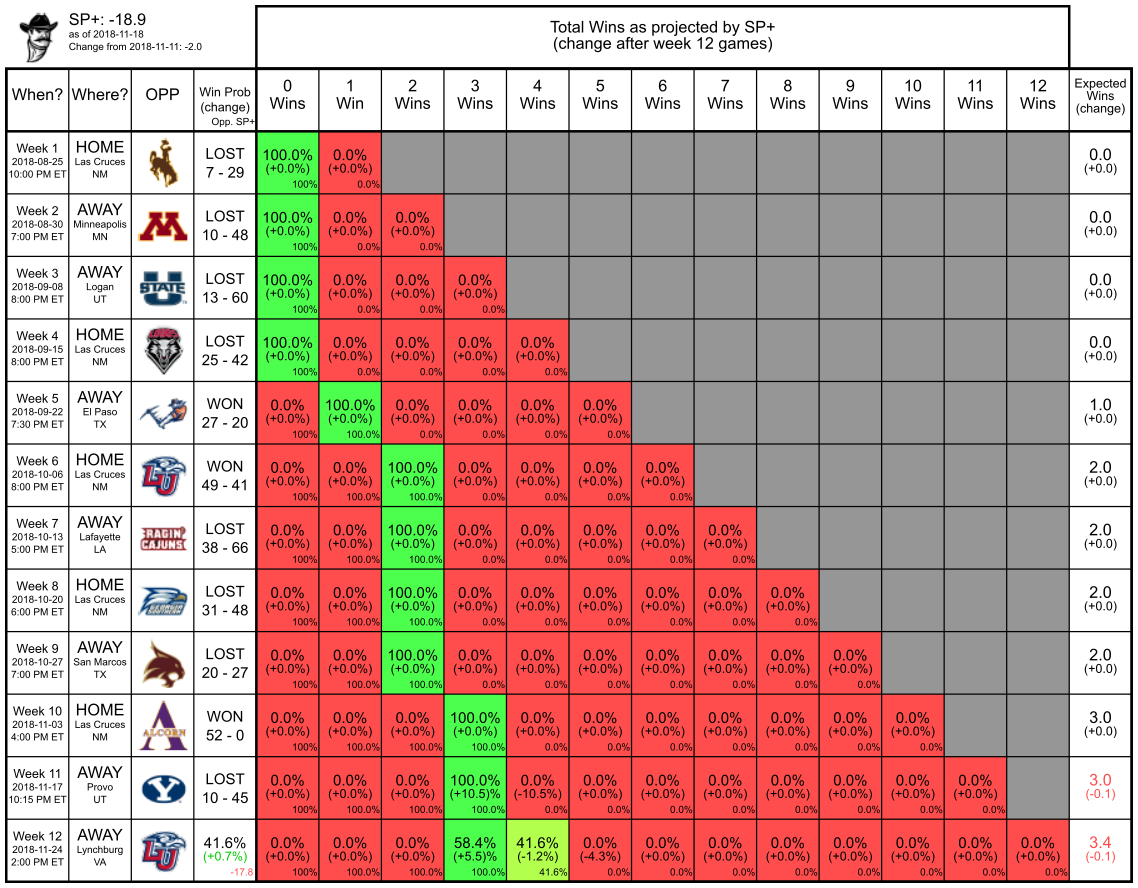 SP+: -18.9
as of 2018-11-18
Change from 2018-11-11: -2.0
Total Wins as projected by SP+
(change after week 12 games)
When? Where? OPP Win Prob (change) Opp. SP+ 0 Wins 1 Win 2 Wins 3 Wins 4 Wins 5 Wins 6 Wins 7 Wins 8 Wins 9 Wins 10 Wins 11 Wins 12 Wins Expected Wins (change)
Week 1 HOME LOST 100.0% 0.0% 0.0
2018-08-25 Las Cruces (+0.0%) (+0.0%) (+0.0)
10:00 PM ET NM 7 - 29 100% 0.0%
Week 2 AWAY M LOST 100.0% 0.0% 0.0% 0.0
2018-08-30 Minneapolis (+0.0%) (+0.0%) (+0.0%) (+0.0)
7:00 PM ET MN 10 - 48 100% 0.0% 0.0%
Week 3 AWAY U LOST 100.0% 0.0% 0.0% 0.0% 0.0
2018-09-08 Logan STATE (+0.0%) (+0.0%) (+0.0%) (+0.0%) (+0.0)
8:00 PM ET UT 13 - 60 100% 0.0% 0.0% 0.0%
Week 4 HOME LOST 100.0% 0.0% 0.0% 0.0% 0.0% 0.0
2018-09-15 Las Cruces (+0.0%) (+0.0%) (+0.0%) (+0.0%) (+0.0%) (+0.0)
8:00 PM ET NM 25 - 42 100% 0.0% 0.0% 0.0% 0.0%
Week 5 AWAY WON 0.0% 100.0% 0.0% 0.0% 0.0% 0.0% 1.0
2018-09-22 El Paso (+0.0%) (+0.0%) (+0.0%) (+0.0%) (+0.0%) (+0.0%) (+0.0)
7:30 PM ET TX 27 - 20 100% 100.0% 0.0% 0.0% 0.0% 0.0%
Week 6 HOME LU WON 0.0% 0.0% 100.0% 0.0% 0.0% 0.0% 0.0% 2.0
2018-10-06 Las Cruces (+0.0%) (+0.0%) (+0.0%) (+0.0%) (+0.0%) (+0.0%) (+0.0%) (+0.0)
8:00 PM ET NM 49 - 41 100% 100.0% 100.0% 0.0% 0.0% 0.0% 0.0%
Week 7 AWAY RAGIN LOST 0.0% 0.0% 100.0% 0.0% 0.0% 0.0% 0.0% 0.0% 2.0
2018-10-13 Lafayette CAJUNS (+0.0%) (+0.0%) (+0.0%) (+0.0%) (+0.0%) (+0.0%) (+0.0%) (+0.0%) (+0.0)
5:00 PM ET LA 38 - 66 100% 100.0% 100.0% 0.0% 0.0% 0.0% 0.0% 0.0%
Week 8 HOME GEORGIA LOST 0.0% 0.0% 100.0% 0.0% 0.0% 0.0% 0.0% 0.0% 0.0% 2.0
2018-10-20 Las Cruces SOUTHERN (+0.0%) (+0.0%) (+0.0%) (+0.0%) (+0.0%) (+0.0%) (+0.0%) (+0.0%) (+0.0%) (+0.0)
6:00 PM ET NM 31 - 48 100% 100.0% 100.0% 0.0% 0.0% 0.0% 0.0% 0.0% 0.0%
Week 9 AWAY LOST 0.0% 0.0% 100.0% 0.0% 0.0% 0.0% 0.0% 0.0% 0.0% 0.0% 2.0
2018-10-27 San Marcos (+0.0%) (+0.0%) (+0.0%) (+0.0%) (+0.0%) (+0.0%) (+0.0%) (+0.0%) (+0.0%) (+0.0%) (+0.0)
7:00 PM ET TX 20 - 27 100% 100.0% 100.0% 0.0% 0.0% 0.0% 0.0% 0.0% 0.0% 0.0%
Week 10 HOME A WON 0.0% 0.0% 0.0% 100.0% 0.0% 0.0% 0.0% 0.0% 0.0% 0.0% 0.0% 3.0
2018-11-03 Las Cruces ALCORN (+0.0%) (+0.0%) (+0.0%) (+0.0%) (+0.0%) (+0.0%) (+0.0%) (+0.0%) (+0.0%) (+0.0%) (+0.0%) (+0.0)
4:00 PM ET NM 52 - 0 100% 100.0% 100.0% 100.0% 0.0% 0.0% 0.0% 0.0% 0.0% 0.0% 0.0%
Week 11 AWAY Y LOST 0.0% 0.0% 0.0% 100.0% 0.0% 0.0% 0.0% 0.0% 0.0% 0.0% 0.0% 0.0% 3.0
2018-11-17 Provo (+0.0%) (+0.0%) (+0.0%) (+10.5)% (-10.5%) (+0.0%) (+0.0%) (+0.0%) (+0.0%) (+0.0%) (+0.0%) (+0.0%) (-0.1)
10:15 PM ET UT 10 - 45 100% 100.0% 100.0% 100.0% 0.0% 0.0% 0.0% 0.0% 0.0% 0.0% 0.0% 0.0%
Week 12 AWAY LU 41.6% 0.0% 0.0% 0.0% 58.4% 41.6% 0.0% 0.0% 0.0% 0.0% 0.0% 0.0% 0.0% 0.0% 3.4
2018-11-24 Lynchburg (+0.7%) (+0.0%) (+0.0%) (+0.0%) (+5.5)% (-1.2%) (-4.3%) (+0.0%) (+0.0%) (+0.0%) (+0.0%) (+0.0%) (+0.0%) (+0.0%) (-0.1)
2:00 PM ET VA -17.8 100% 100.0% 100.0% 100.0% 41.6% 0.0% 0.0% 0.0% 0.0% 0.0% 0.0% 0.0% 0.0%